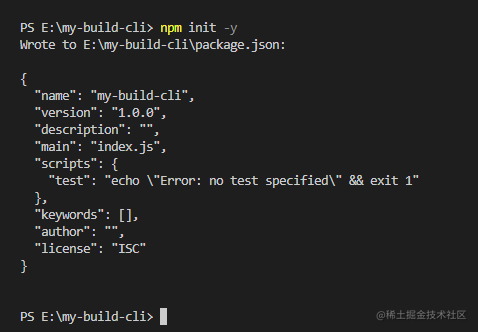 PS E:\my-build-cli> npm init -y
Wrote to E:\my-build-cli\package.json:
{
  "name": "my-build-cli",
  "version": "1.0.0",
  "description": "",
  "main": "index.js",
  "scripts": {
    "test": "echo \"Error: no test specified\" && exit 1"
  },
  "keywords": [],
  "author": "",
  "license": "ISC"
}
PS E:\my-build-cli>
@稀土掘金技术社区